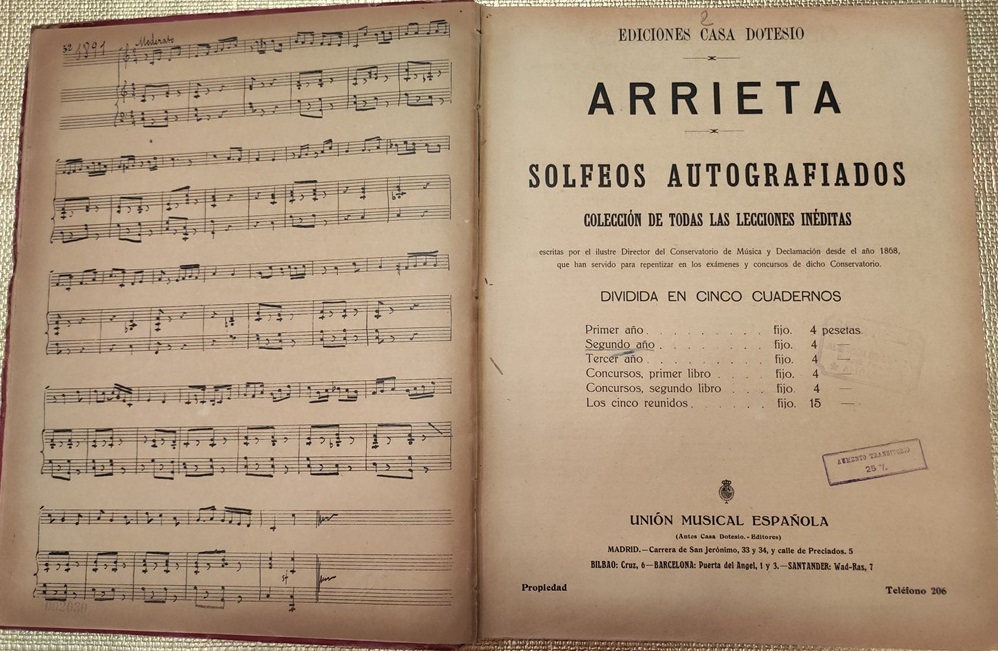 1891
Moderato
2
EDICIONES CASA DOTESIO
ARRIETA
SOLFEOS AUTOGRAFIADOS
COLECCIÓN DE TODAS LAS LECCIONES INÉDITAS
escritas por el ilustre Director del Conservatorio de Música y Declamación desde el año 1868,
que han servido para repentizar en los exámenes y concursos de dicho Conservatorio.
DIVIDIDA EN CINCO CUADERNOS
Primer año . . . . . . . . . fijo. 4 pesetas.
Segundo año . . . . . . . . fijo. 4 —
Tercer año . . . . . . . . . fijo. 4 —
Concursos, primer libro . . . . . fijo. 4 —
Concursos, segundo libro . . . . fijo. 4 —
Los cinco reunidos . . . . . . . fijo. 15 —
AUMENTO TRANSITORIO
25 %
UNIÓN MUSICAL ESPAÑOLA
(Antes Casa Dotesio.-Editores)
MADRID.—Carrera de San Jerónimo, 33 y 34, y calle de Preciados. 5
BILBAO: Cruz, 6—BARCELONA: Puerta del Angel, 1 y 3.—SANTANDER: Wad-Ras, 7
Propiedad Teléfono 206